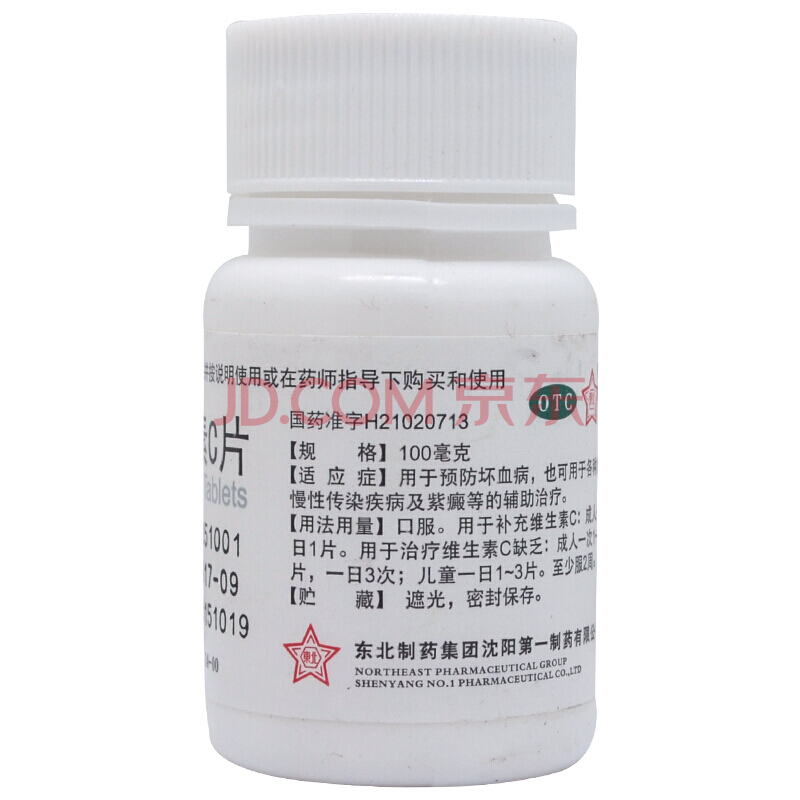 说明使用或在药师指导下购买和使用
JD.COM 京东
OTC
国药准字H21020713
C片
Tablets
【规 格】100毫克
【适 应 症】用于预防坏血病，也可用于各种
慢性传染疾病及紫癜等的辅助治疗。
【用法用量】口服。用于补充维生素C：成人
日1片。用于治疗维生素C缺乏：成人一次1~
片，一日3次；儿童一日1~3片。至少服2周。
【贮 藏】遮光，密封保存。
51001
17-09
151019
东北制药集团沈阳第一制药有限公
NORTHEAST PHARMACEUTICAL GROUP
SHENYANG NO.1 PHARMACEUTICAL CO.,LTD